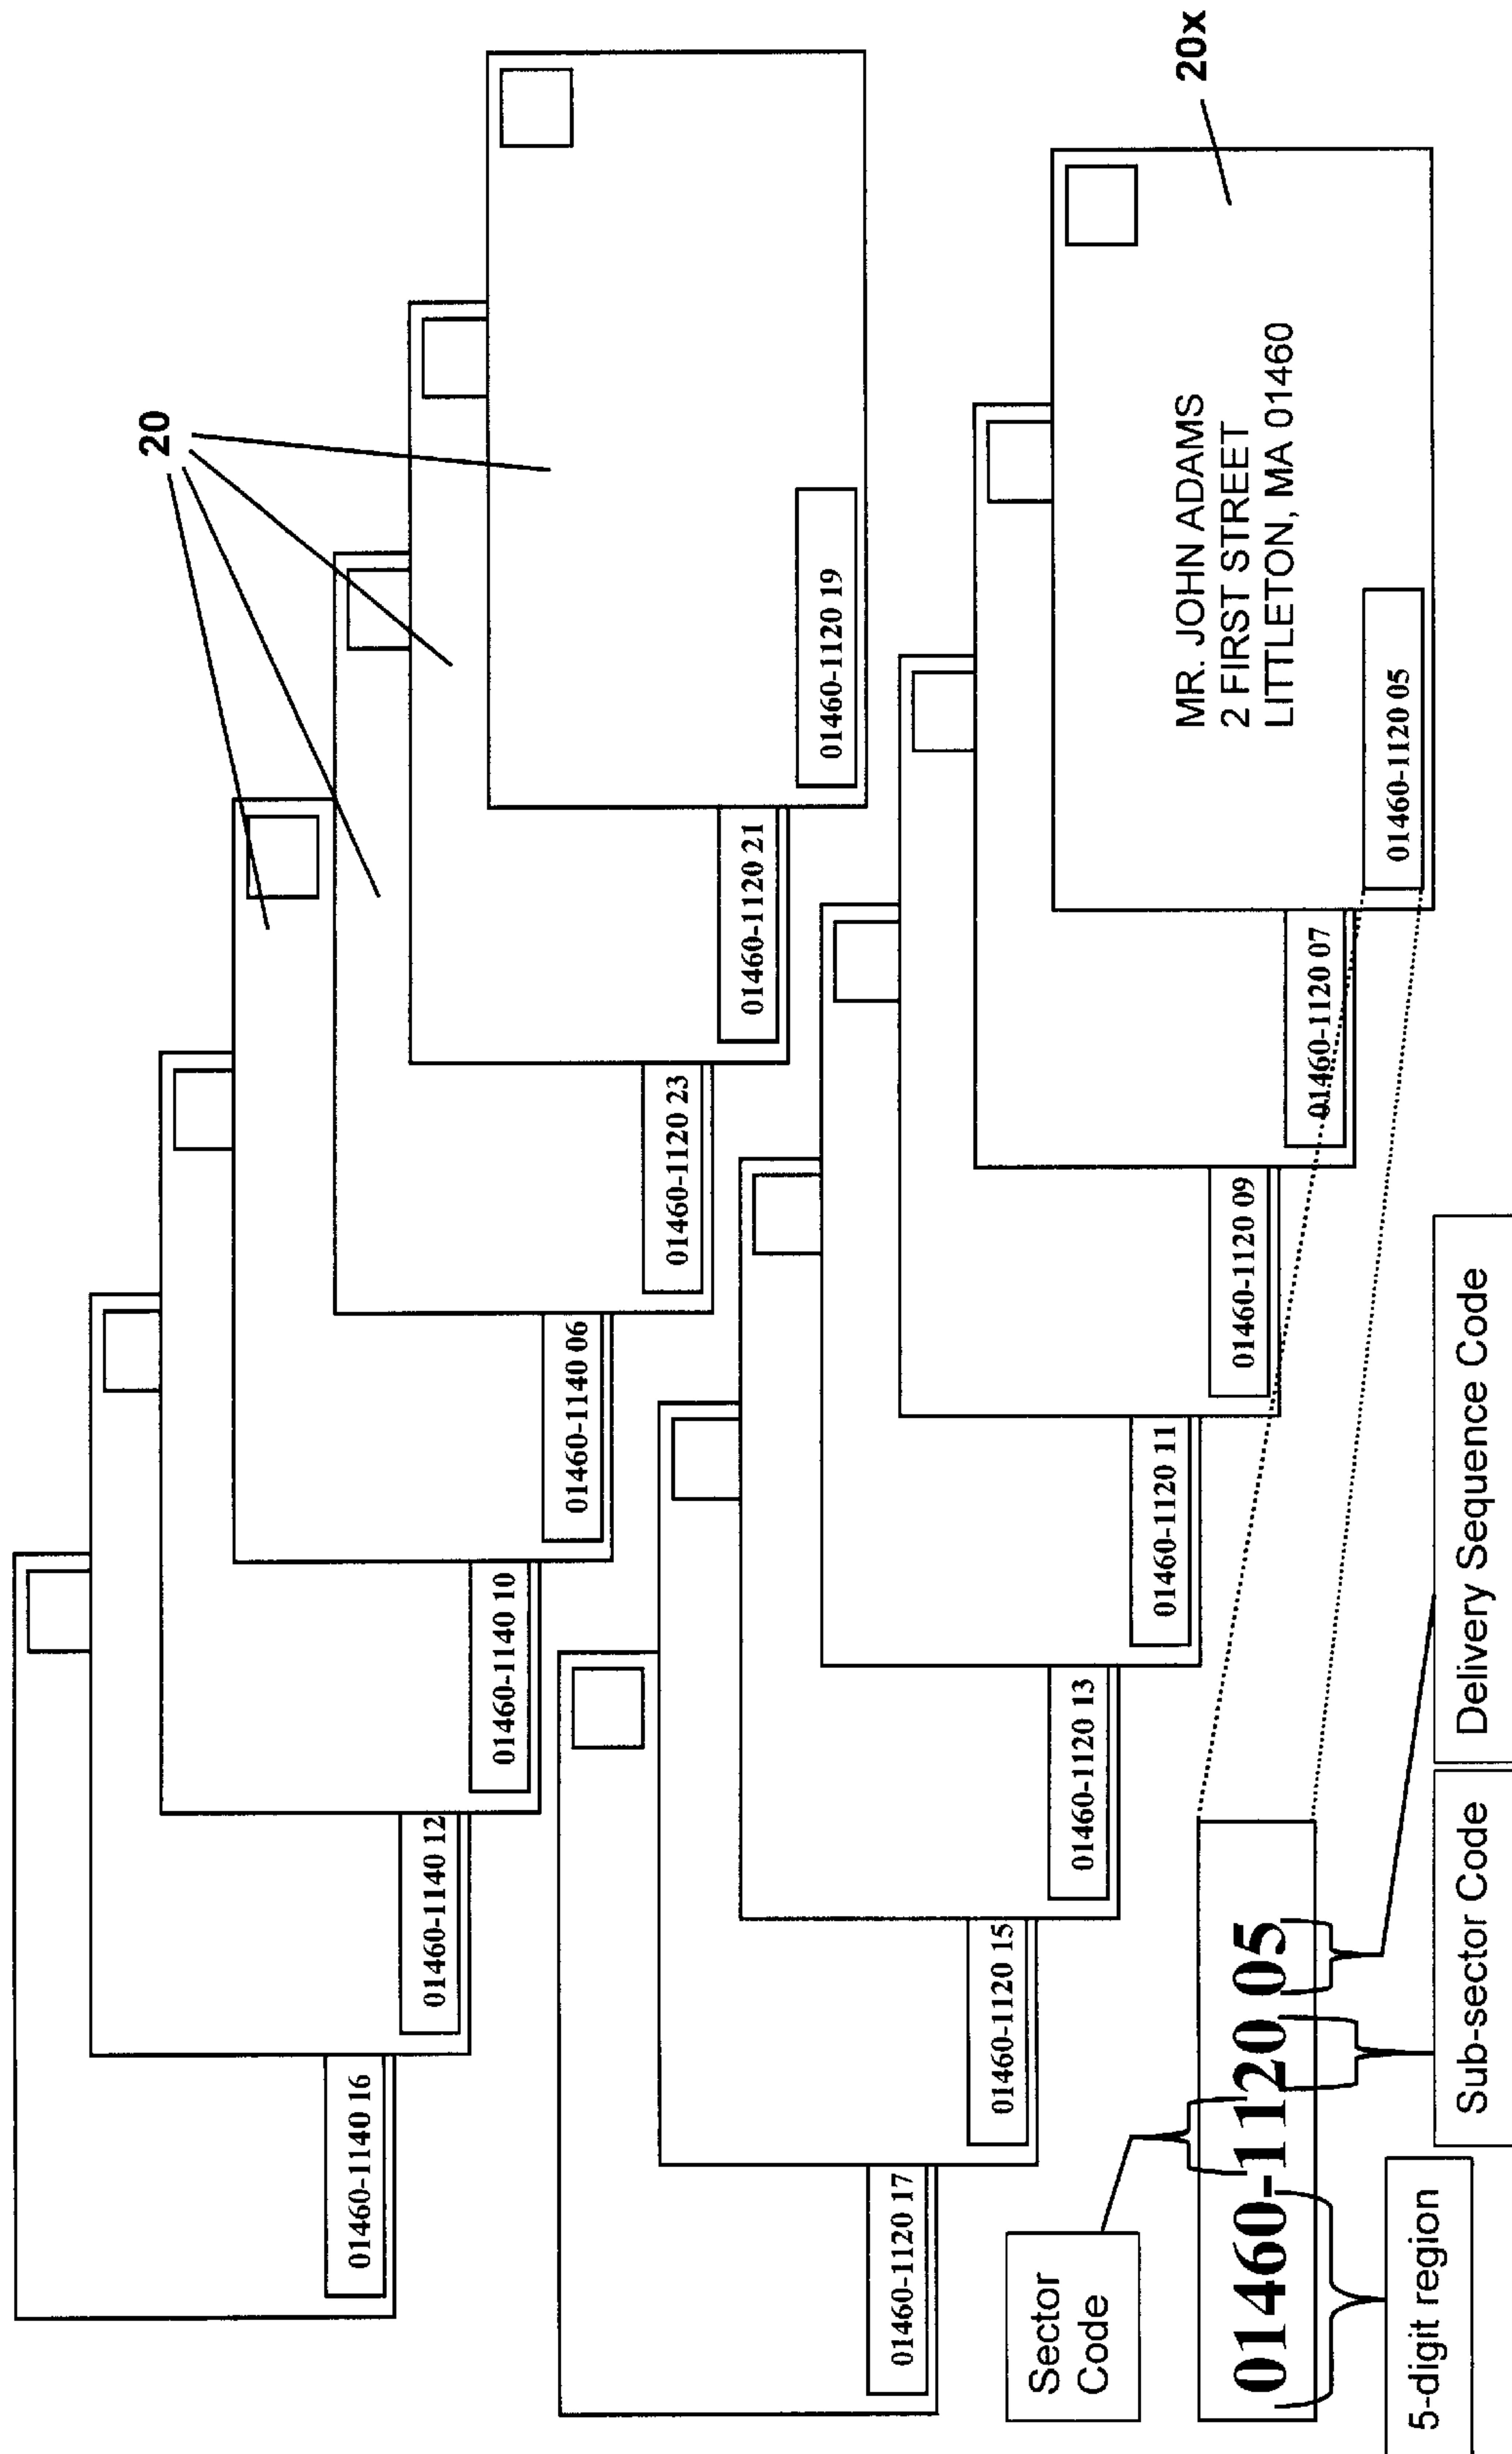 20
01460-1140 16
01460-1140 12
01460-1140 10
01460-1140 06
01460-1120 23
01460-1120 21
01460-1120 19
01460-1120 17
01460-1120 15
01460-1120 13
01460-1120 11
01460-1120 09
01460-1120 07
20x
MR. JOHN ADAMS
2 FIRST STREET
LITTLETON, MA 01460
01460-1120 05
Sector
Code
01460-1120 05
5-digit region
Sub-sector Code
Delivery Sequence Code